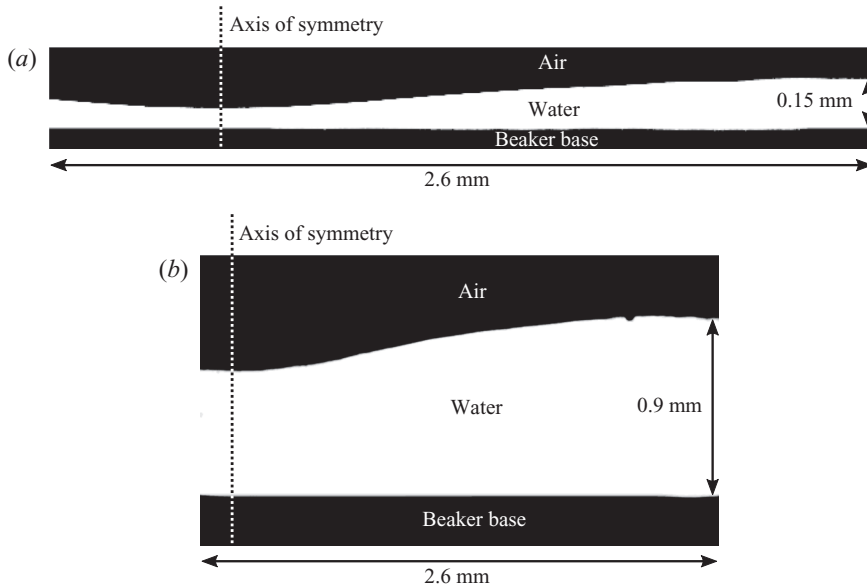 Axis of symmetry
(a)
Air
Water
0.15 mm
Beaker base
2.6 mm
Axis of symmetry
(b)
Air
Water
0.9 mm
Beaker base
2.6 mm